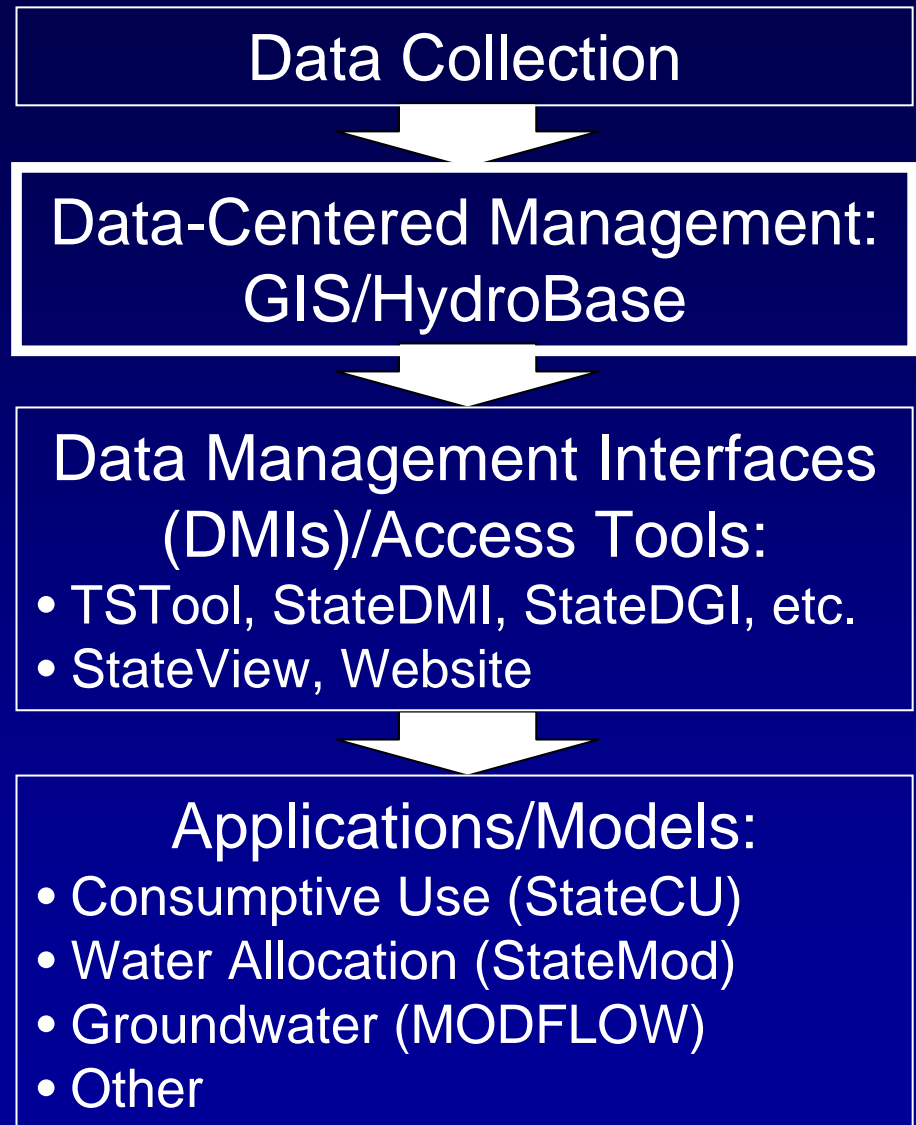 Data Collection
Data-Centered Management:
GIS/HydroBase
Data Management Interfaces
(DMIs)/Access Tools:
• TSTool, StateDMI, StateDGI, etc.
• StateView, Website
Applications/Models:
• Consumptive Use (StateCU)
• Water Allocation (StateMod)
• Groundwater (MODFLOW)
• Other